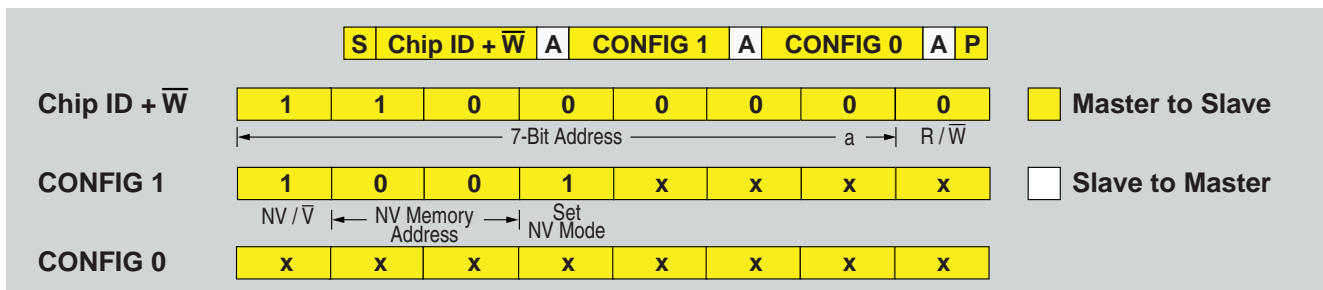 S Chip ID + W̅ A CONFIG 1 A CONFIG 0 A P
Chip ID + W̅ 1 1 0 0 0 0 0 0 Master to Slave
7-Bit Address a R / W̅
CONFIG 1 1 0 0 1 x x x x Slave to Master
NV / V̅ NV Memory Address Set NV Mode
CONFIG 0 x x x x x x x x